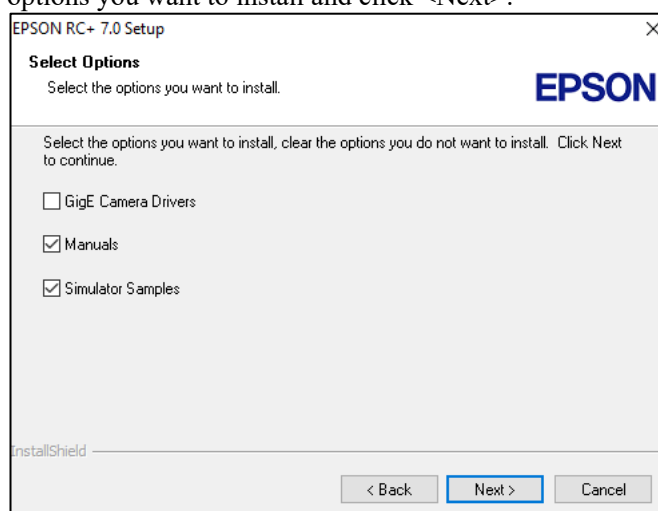 options you want to install and click <Next>.
EPSON RC+ 7.0 Setup
Select Options
Select the options you want to install.
EPSON
Select the options you want to install, clear the options you do not want to install.  Click Next
to continue.
GigE Camera Drivers
Manuals
Simulator Samples
InstallShield
< Back
Next >
Cancel